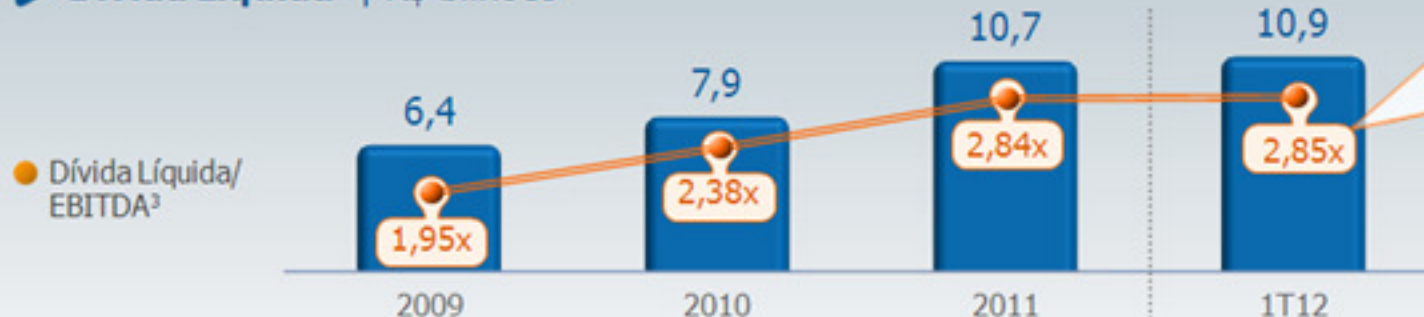 6,4
7,9
10,7
10,9
Dívida Líquida/
EBITDA³
1,95x
2,38x
2,84x
2,85x
2009
2010
2011
1T12